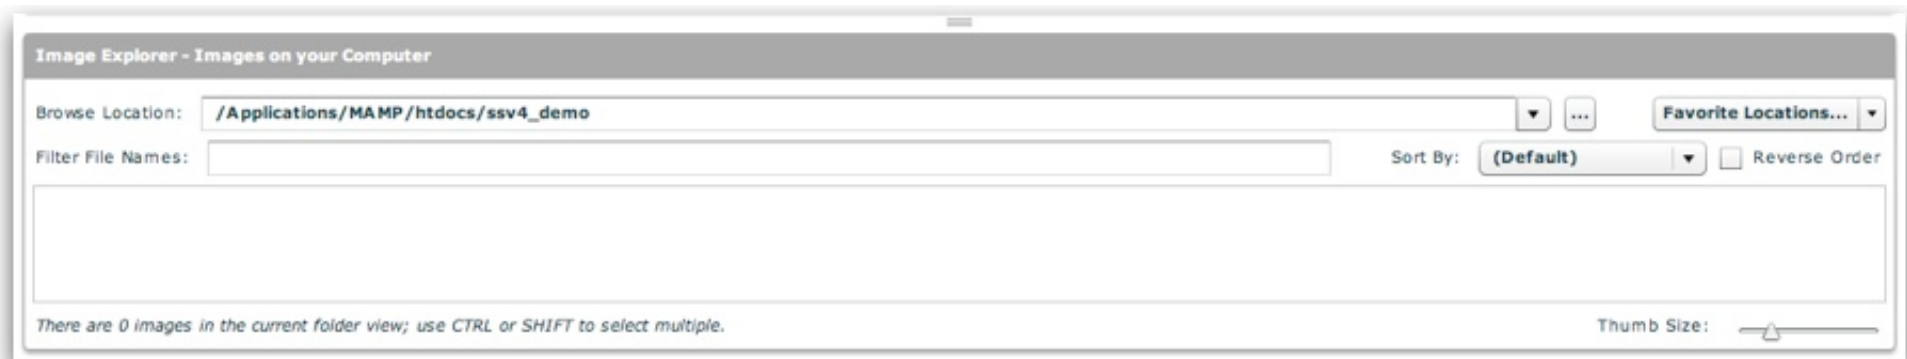 Image Explorer - Images on your Computer
Browse Location: /Applications/MAMP/htdocs/ssv4_demo ... Favorite Locations...
Filter File Names: Sort By: (Default) Reverse Order
There are 0 images in the current folder view; use CTRL or SHIFT to select multiple. Thumb Size: